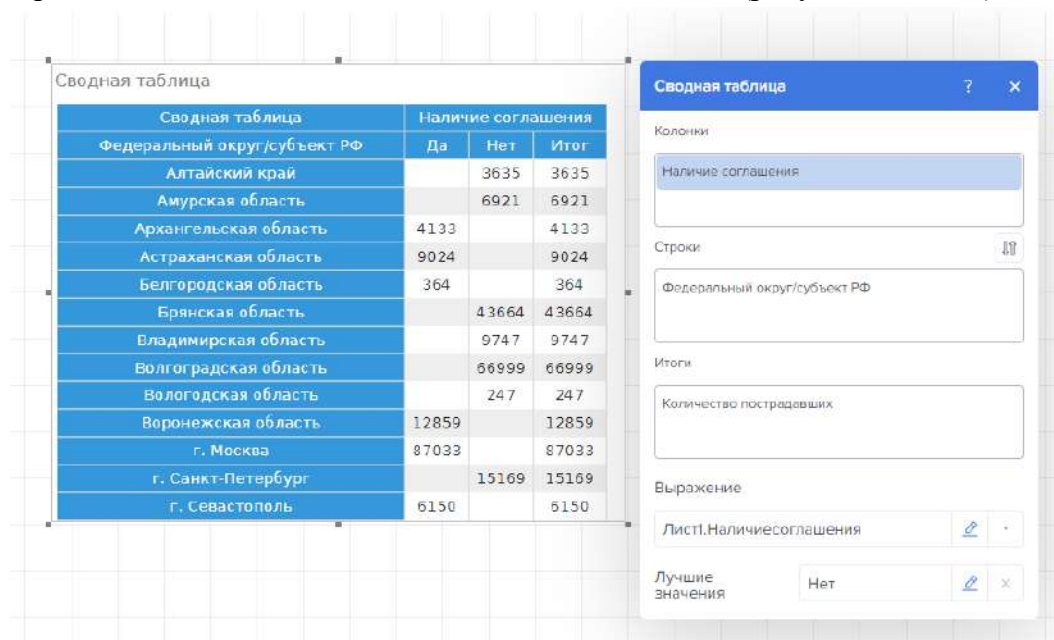 Сводная таблица
Сводная таблица Наличие соглашения
Федеральный округ/субъект РФ Да Нет Итог
Алтайский край 3635 3635
Амурская область 6921 6921
Архангельская область 4133 4133
Астраханская область 9024 9024
Белгородская область 364 364
Брянская область 43664 43664
Владимирская область 9747 9747
Волгоградская область 66999 66999
Вологодская область 247 247
Воронежская область 12859 12859
г. Москва 87033 87033
г. Санкт-Петербург 15169 15169
г. Севастополь 6150 6150
Сводная таблица ? ×
Колонки
Наличие соглашения
Строки
Федеральный округ/субъект РФ
Итоги
Количество пострадавших
Выражение
Лист1.Наличиесоглашения
Лучшие
значения
Нет